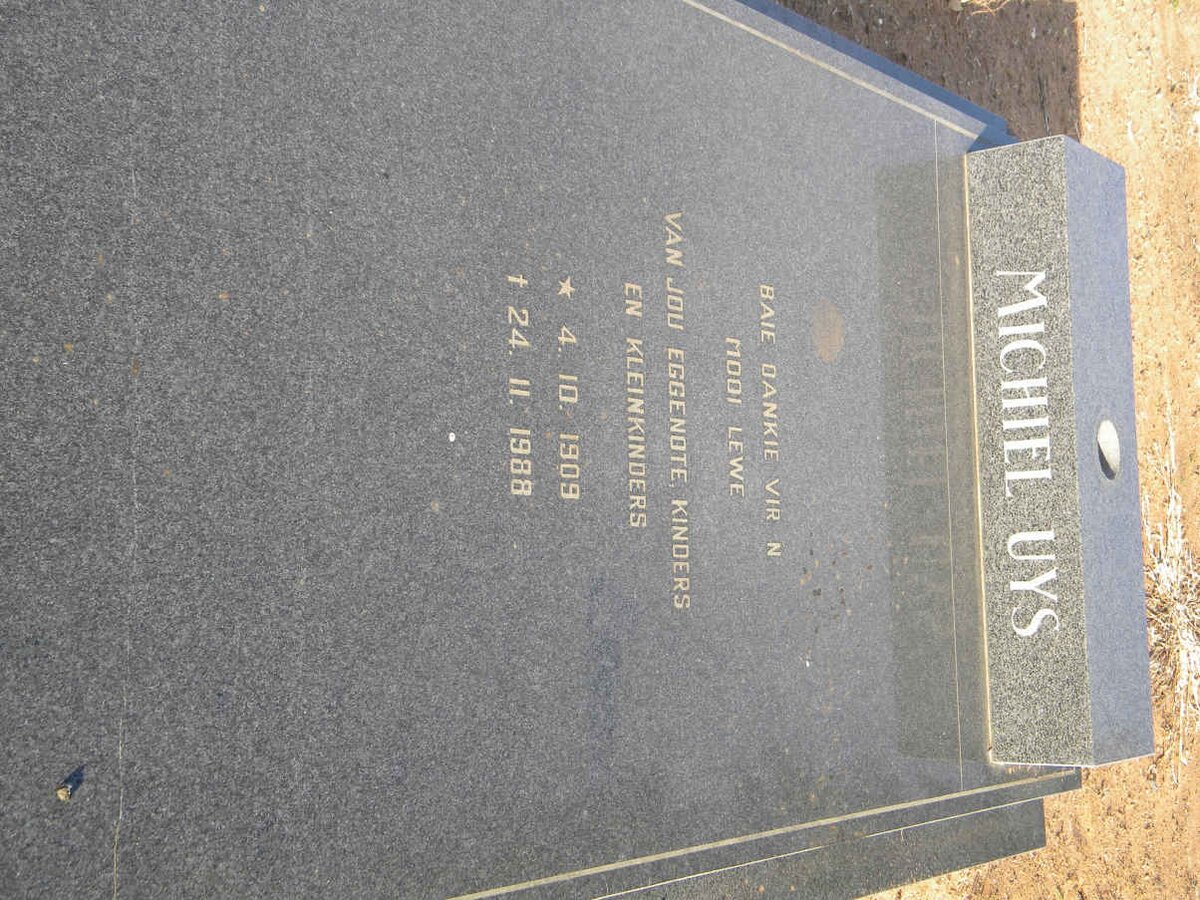 MICHIEL UYS
BAIE DANKIE VIR N
MOOI LEWE
VAN JOU EGGENOTE, KINDERS
EN KLEINKINDERS
★ 4. 10. 1909
† 24. 11. 1988